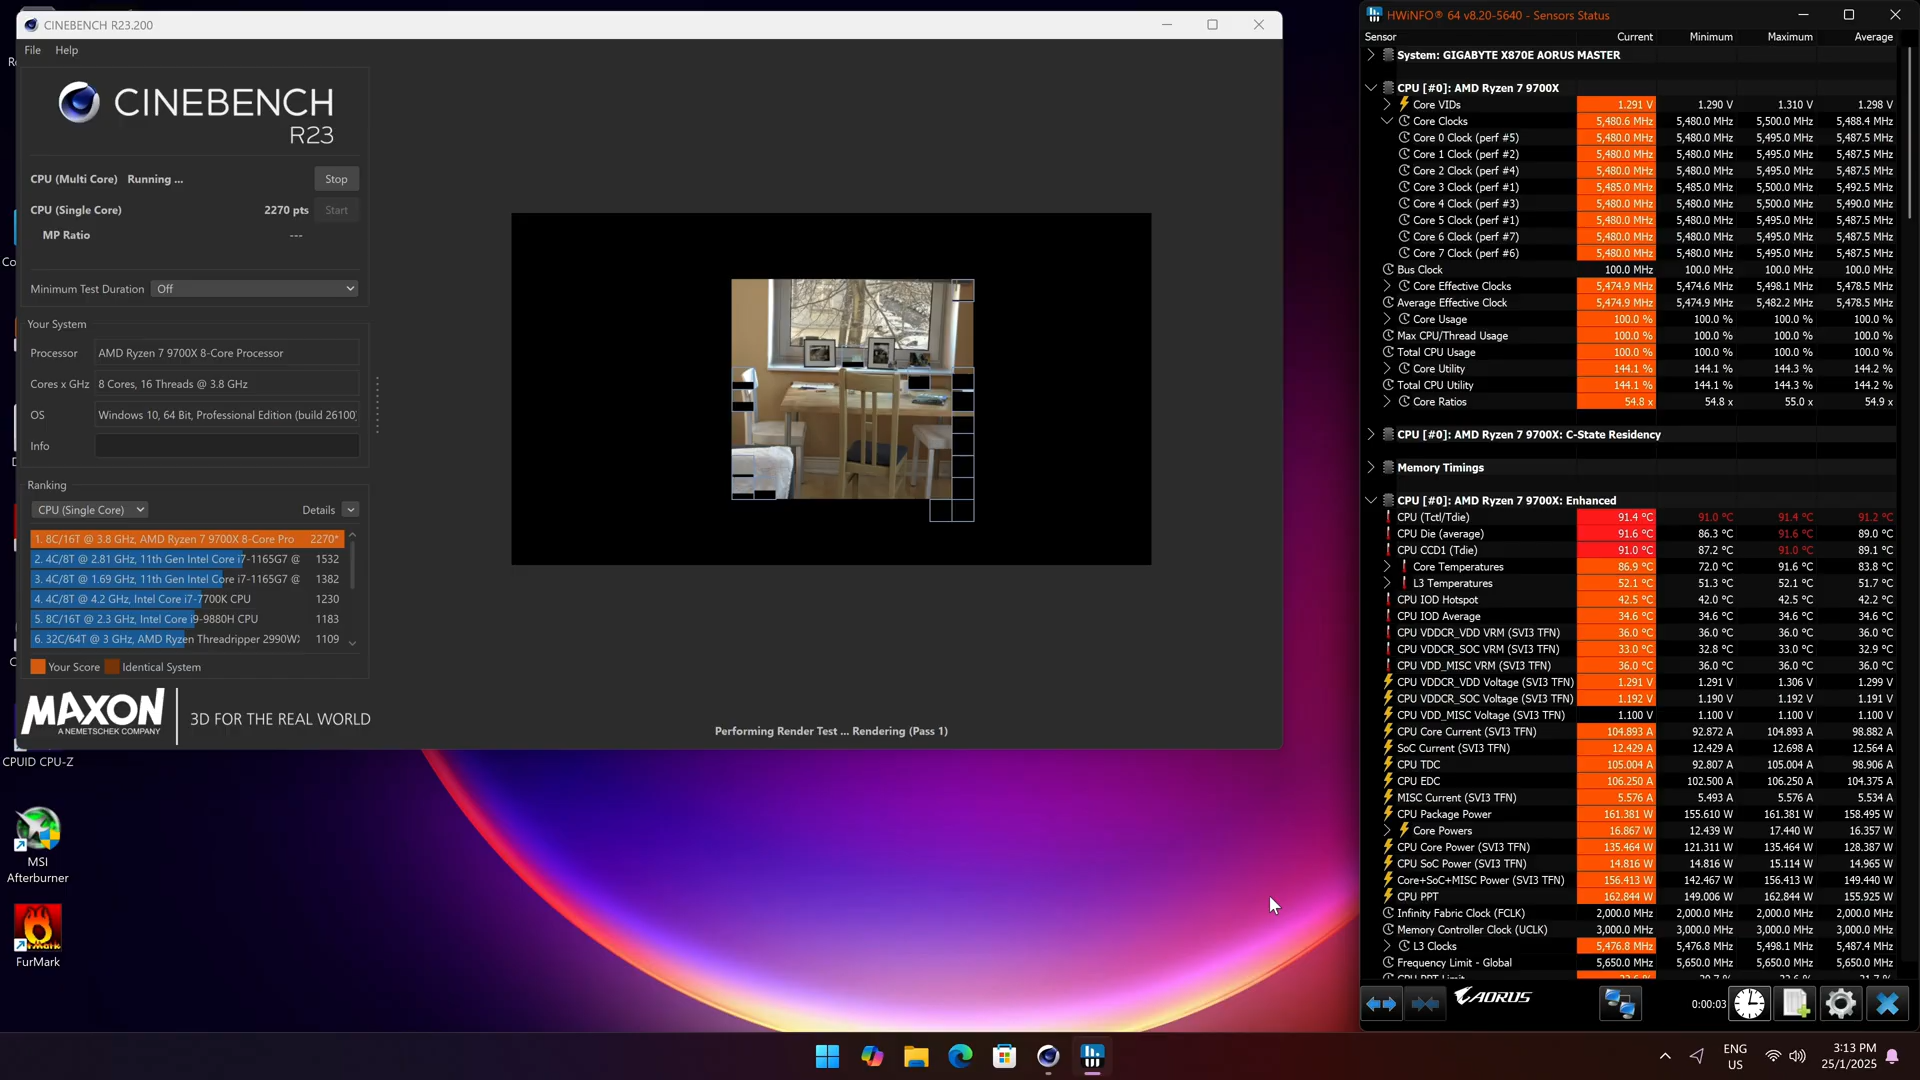 CINEBENCH R23.200
File Help
CINEBENCH
R23
CPU (Multi Core) Running ... Stop
CPU (Single Core) 2270 pts Start
MP Ratio ---
Minimum Test Duration Off
Your System
Processor AMD Ryzen 7 9700X 8-Core Processor
Cores x GHz 8 Cores, 16 Threads @ 3.8 GHz
OS Windows 10, 64 Bit, Professional Edition (build 26100)
Info
Ranking
CPU (Single Core) Details
1. 8C/16T @ 3.8 GHz, AMD Ryzen 7 9700X 8-Core Pro 2270*
2. 4C/8T @ 2.81 GHz, 11th Gen Intel Core i7-1165G7 @ 1532
3. 4C/8T @ 1.69 GHz, 11th Gen Intel Core i7-1165G7 @ 1382
4. 4C/8T @ 4.2 GHz, Intel Core i7-7700K CPU 1230
5. 8C/16T @ 2.3 GHz, Intel Core i9-9880H CPU 1183
6. 32C/64T @ 3 GHz, AMD Ryzen Threadripper 2990WX 1109
Your Score Identical System
MAXON
A NEMETSCHEK COMPANY
3D FOR THE REAL WORLD
Performing Render Test ... Rendering (Pass 1)
CPUID CPU-Z
MSI
Afterburner
FurMark
HWiNFO® 64 v8.20-5640 - Sensors Status
Sensor Current Minimum Maximum Average
System: GIGABYTE X870E AORUS MASTER
CPU [#0]: AMD Ryzen 7 9700X
Core VIDs 1.291 V 1.290 V 1.310 V 1.298 V
Core Clocks 5,480.6 MHz 5,480.0 MHz 5,500.0 MHz 5,488.4 MHz
Core 0 Clock (perf #5) 5,480.0 MHz 5,480.0 MHz 5,495.0 MHz 5,487.5 MHz
Core 1 Clock (perf #2) 5,480.0 MHz 5,480.0 MHz 5,495.0 MHz 5,487.5 MHz
Core 2 Clock (perf #4) 5,480.0 MHz 5,480.0 MHz 5,495.0 MHz 5,487.5 MHz
Core 3 Clock (perf #1) 5,485.0 MHz 5,485.0 MHz 5,500.0 MHz 5,492.5 MHz
Core 4 Clock (perf #3) 5,480.0 MHz 5,480.0 MHz 5,500.0 MHz 5,490.0 MHz
Core 5 Clock (perf #1) 5,480.0 MHz 5,480.0 MHz 5,495.0 MHz 5,487.5 MHz
Core 6 Clock (perf #7) 5,480.0 MHz 5,480.0 MHz 5,495.0 MHz 5,487.5 MHz
Core 7 Clock (perf #6) 5,480.0 MHz 5,480.0 MHz 5,495.0 MHz 5,487.5 MHz
Bus Clock 100.0 MHz 100.0 MHz 100.0 MHz 100.0 MHz
Core Effective Clocks 5,474.9 MHz 5,474.6 MHz 5,498.1 MHz 5,478.5 MHz
Average Effective Clock 5,474.9 MHz 5,474.9 MHz 5,482.2 MHz 5,478.5 MHz
Core Usage 100.0 % 100.0 % 100.0 % 100.0 %
Max CPU/Thread Usage 100.0 % 100.0 % 100.0 % 100.0 %
Total CPU Usage 100.0 % 100.0 % 100.0 % 100.0 %
Core Utility 144.1 % 144.1 % 144.3 % 144.2 %
Total CPU Utility 144.1 % 144.1 % 144.3 % 144.2 %
Core Ratios 54.8 x 54.8 x 55.0 x 54.9 x
CPU [#0]: AMD Ryzen 7 9700X: C-State Residency
Memory Timings
CPU [#0]: AMD Ryzen 7 9700X: Enhanced
CPU (Tctl/Tdie) 91.4 °C 91.0 °C 91.4 °C 91.2 °C
CPU Die (average) 91.6 °C 86.3 °C 91.6 °C 89.0 °C
CPU CCD1 (Tdie) 91.0 °C 87.2 °C 91.0 °C 89.1 °C
Core Temperatures 86.9 °C 72.0 °C 91.6 °C 83.8 °C
L3 Temperatures 52.1 °C 51.3 °C 52.1 °C 51.7 °C
CPU IOD Hotspot 42.5 °C 42.0 °C 42.5 °C 42.2 °C
CPU IOD Average 34.6 °C 34.6 °C 34.6 °C 34.6 °C
CPU VDDCR_VDD VRM (SVI3 TFN) 36.0 °C 36.0 °C 36.0 °C 36.0 °C
CPU VDDCR_SOC VRM (SVI3 TFN) 33.0 °C 32.8 °C 33.0 °C 32.9 °C
CPU VDD_MISC VRM (SVI3 TFN) 36.0 °C 36.0 °C 36.0 °C 36.0 °C
CPU VDDCR_VDD Voltage (SVI3 TFN) 1.291 V 1.291 V 1.306 V 1.299 V
CPU VDDCR_SOC Voltage (SVI3 TFN) 1.192 V 1.190 V 1.192 V 1.191 V
CPU VDD_MISC Voltage (SVI3 TFN) 1.100 V 1.100 V 1.100 V 1.100 V
CPU Core Current (SVI3 TFN) 104.893 A 92.872 A 104.893 A 98.882 A
SoC Current (SVI3 TFN) 12.429 A 12.429 A 12.698 A 12.564 A
CPU TDC 105.004 A 92.807 A 105.004 A 98.906 A
CPU EDC 106.250 A 102.500 A 106.250 A 104.375 A
MISC Current (SVI3 TFN) 5.576 A 5.493 A 5.576 A 5.534 A
CPU Package Power 161.381 W 155.610 W 161.381 W 158.495 W
Core Powers 16.867 W 12.439 W 17.440 W 16.357 W
CPU Core Power (SVI3 TFN) 135.464 W 121.311 W 135.464 W 128.387 W
CPU SoC Power (SVI3 TFN) 14.816 W 14.816 W 15.114 W 14.965 W
Core+SoC+MISC Power (SVI3 TFN) 156.413 W 142.467 W 156.413 W 149.440 W
CPU PPT 162.844 W 149.006 W 162.844 W 155.925 W
Infinity Fabric Clock (FCLK) 2,000.0 MHz 2,000.0 MHz 2,000.0 MHz 2,000.0 MHz
Memory Controller Clock (UCLK) 3,000.0 MHz 3,000.0 MHz 3,000.0 MHz 3,000.0 MHz
L3 Clocks 5,476.8 MHz 5,476.8 MHz 5,498.1 MHz 5,487.4 MHz
Frequency Limit - Global 5,650.0 MHz 5,650.0 MHz 5,650.0 MHz 5,650.0 MHz
AORUS
0:00:03
ENG
US
3:13 PM
25/1/2025